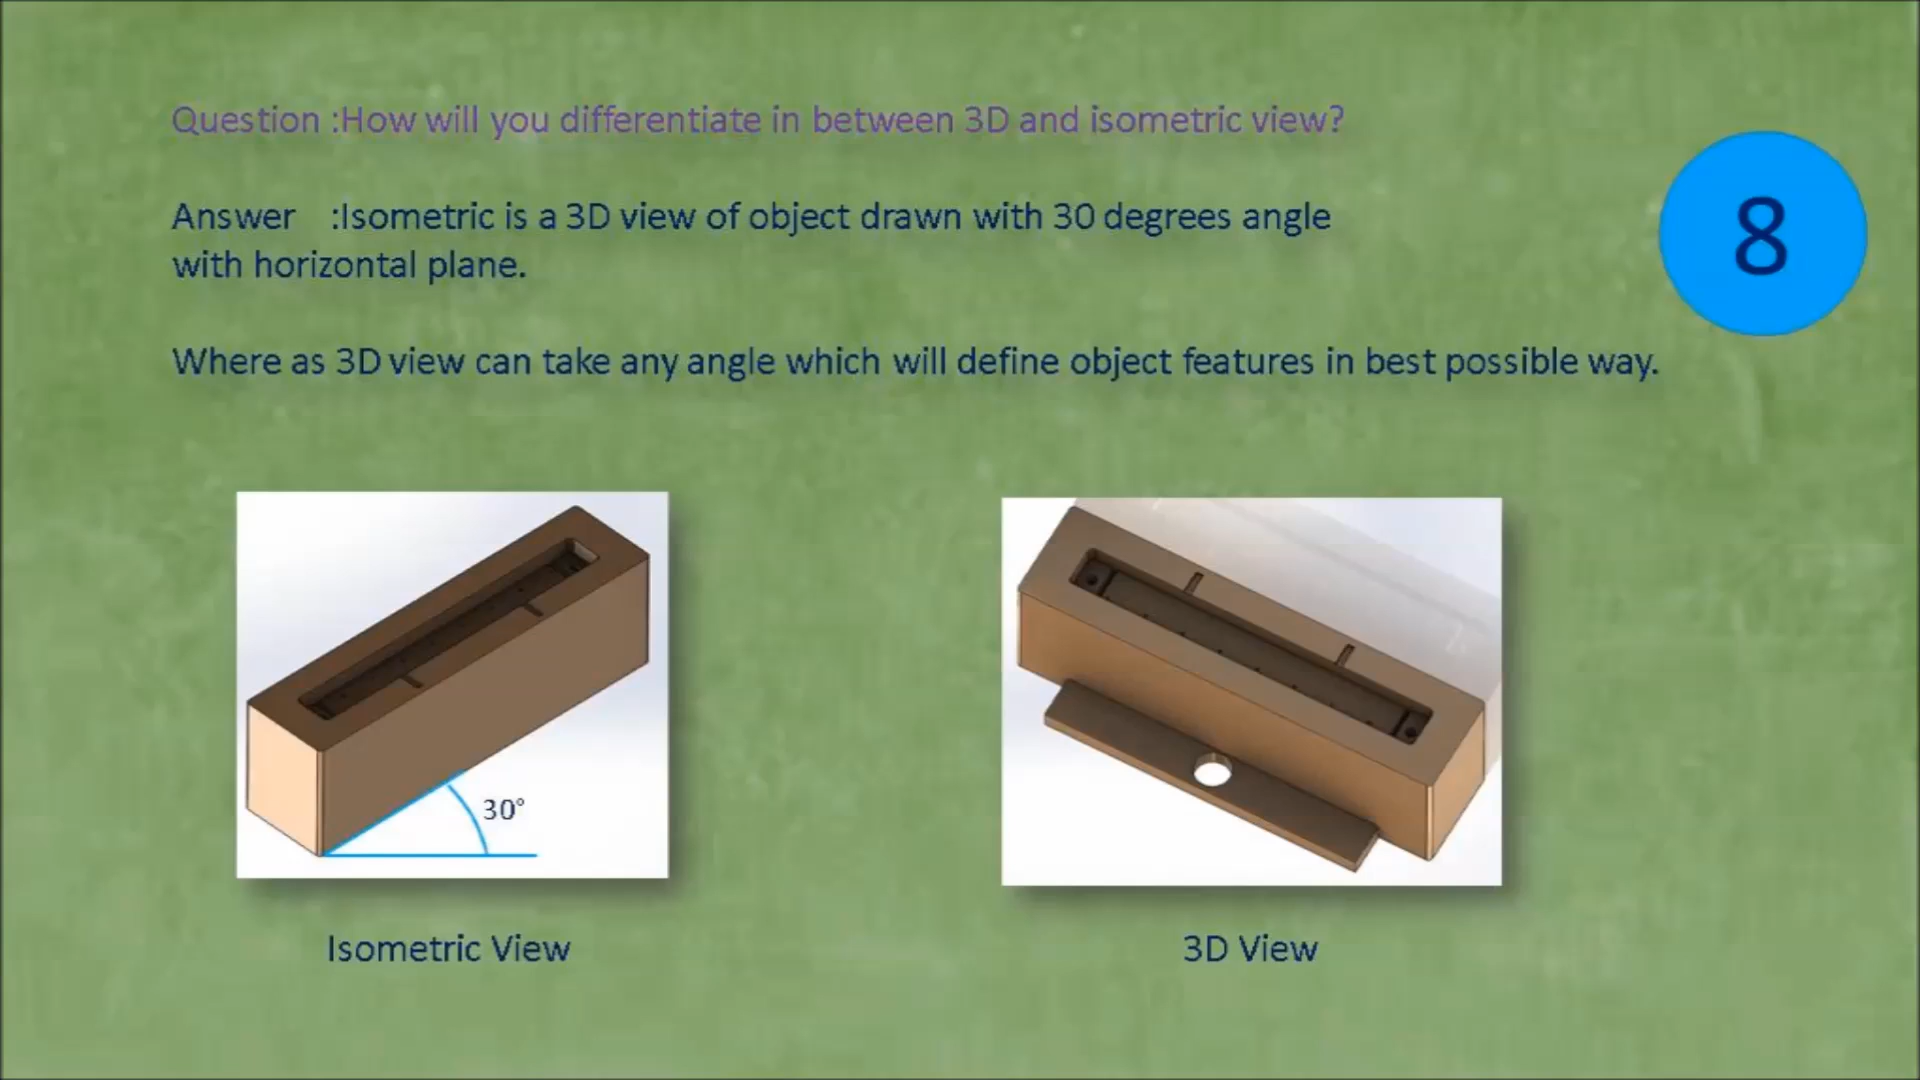 Question :How will you differentiate in between 3D and isometric view?
8
Answer :Isometric is a 3D view of object drawn with 30 degrees angle
with horizontal plane.
Where as 3D view can take any angle which will define object features in best possible way.
30°
Isometric View
3D View